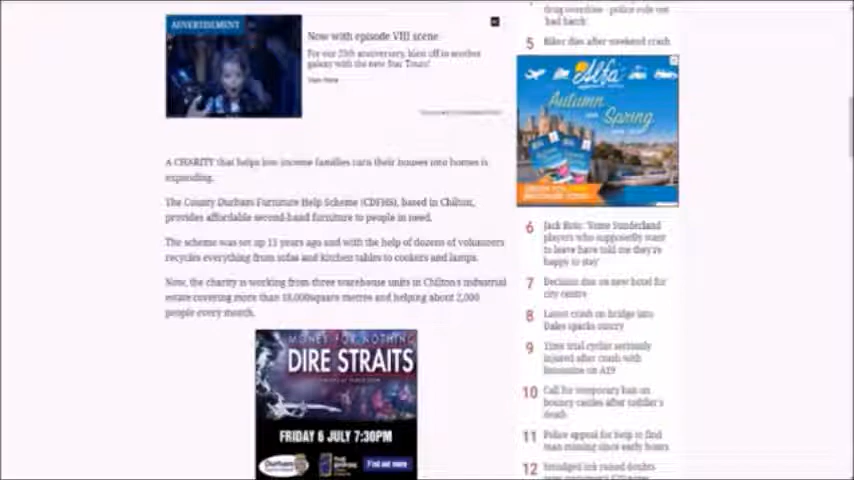 ADVERTISEMENT
Now with episode VIII scene
For our 25th anniversary, blast off to another
galaxy with the new Star Tours!
A CHARITY that helps low income families turn their houses into homes is
expanding.
The County Durham Furniture Help Scheme (CDFHS), based in Chilton,
provides affordable second-hand furniture to people in need.
The scheme was set up 11 years ago and with the help of dozens of volunteers
recycles everything from sofas and kitchen tables to cookers and lamps.
Now, the charity is working from three warehouse units in Chilton's industrial
estate covering more than 18,000square metres and helping about 2,000
people every month.
MONEY FOR NOTHING
DIRE STRAITS
FRIDAY 6 JULY 7:30PM
Durham
THE EMPIRE
Find out more
drug overdose - police rule out
'bad batch'
5 Biker dies after weekend crash
Alfa
Autumn
Spring
6 Jack Ross: 'Some Sunderland
players who supposedly want
to leave have told me they're
happy to stay'
7 Decision due on new hotel for
city centre
8 Latest crash on bridge into
Dales sparks outcry
9 Time trial cyclist seriously
injured after crash with
limousine on A19
10 Call for temporary ban on
bouncy castles after toddler's
death
11 Police appeal for help to find
man missing since early hours
12 Smudged ink raised doubts